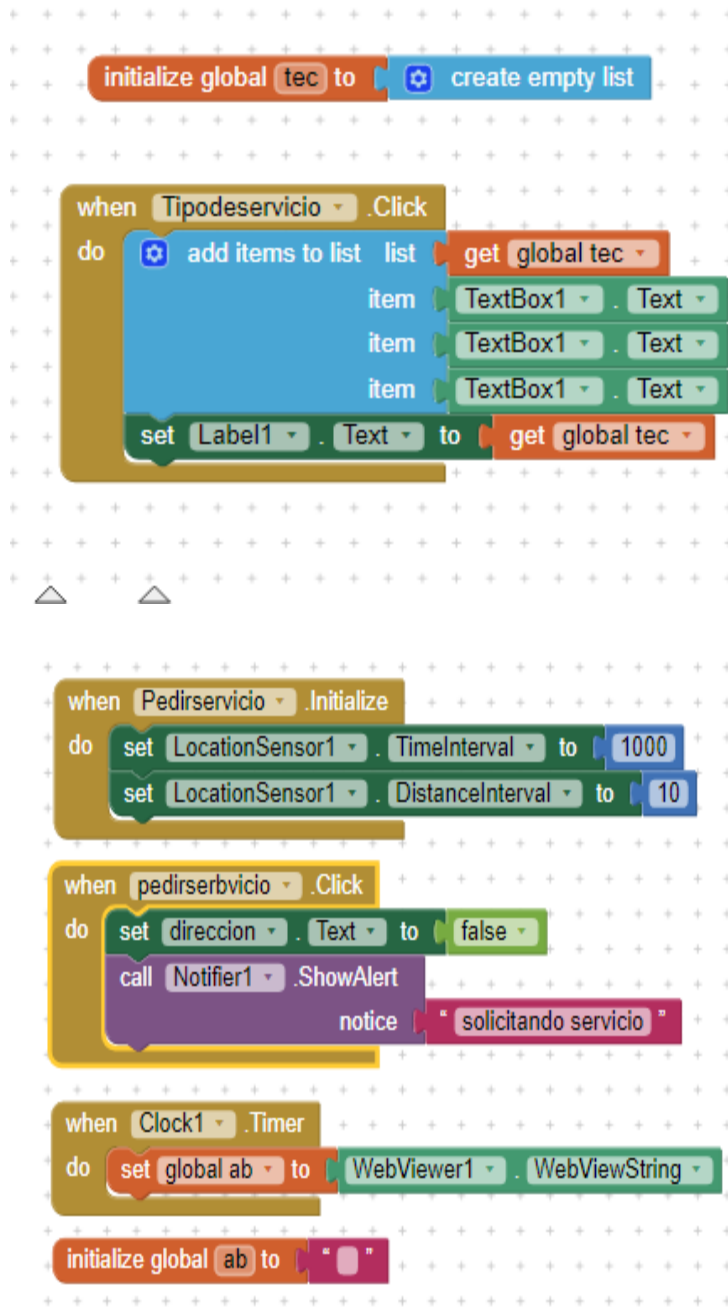 initialize global tec to create empty list
when Tipodeservicio .Click
do add items to list list get global tec
item TextBox1 . Text
item TextBox1 . Text
item TextBox1 . Text
set Label1 . Text to get global tec
when Pedirservicio .Initialize
do set LocationSensor1 . TimeInterval to 1000
set LocationSensor1 . DistanceInterval to 10
when pedirserbvicio .Click
do set direccion . Text to false
call Notifier1 .ShowAlert
notice " solicitando servicio "
when Clock1 .Timer
do set global ab to WebViewer1 . WebViewString
initialize global ab to " "